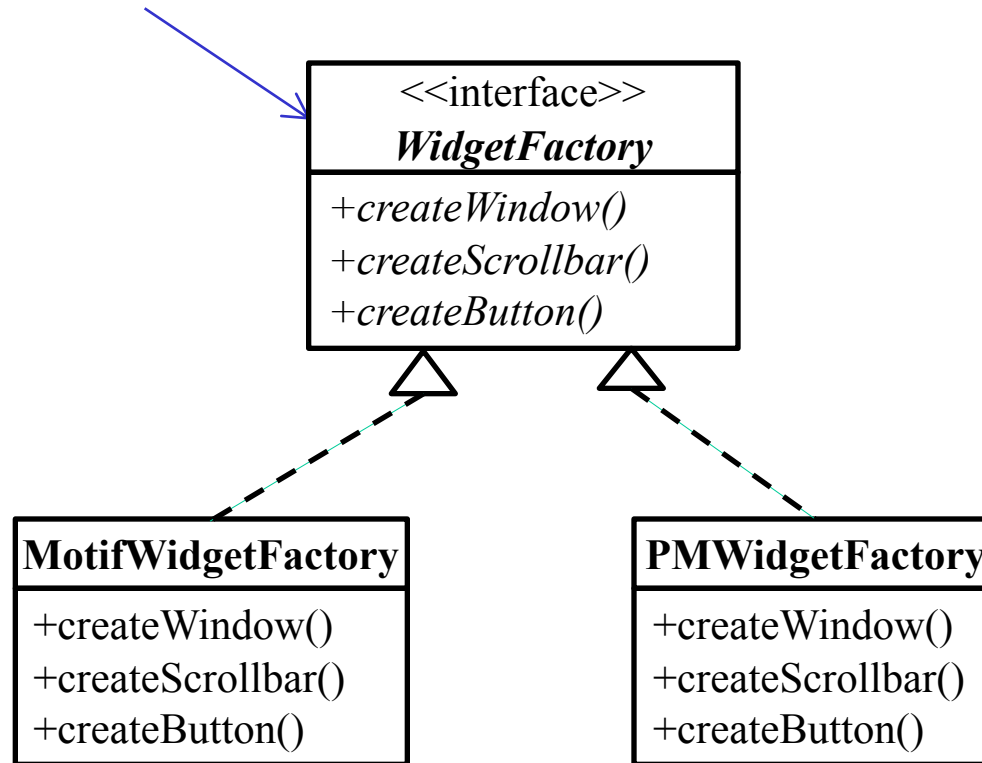 <<interface>>
WidgetFactory
+createWindow()
+createScrollbar()
+createButton()
MotifWidgetFactory
+createWindow()
+createScrollbar()
+createButton()
PMWidgetFactory
+createWindow()
+createScrollbar()
+createButton()